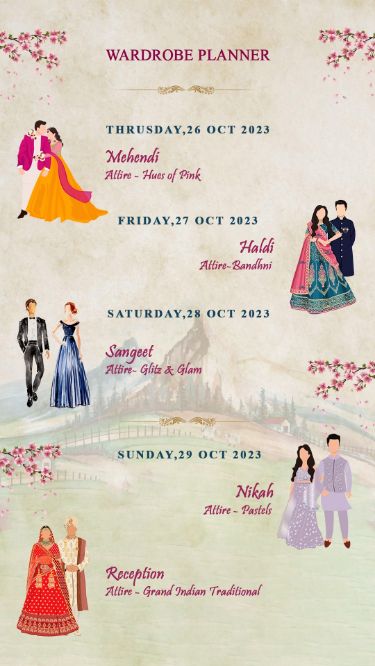 WARDROBE PLANNER
THRUSDAY,26 OCT 2023
Mehendi
Attire - Hues of Pink
FRIDAY,27 OCT 2023
Haldi
Attire-Bandhni
SATURDAY,28 OCT 2023
Sangeet
Attire- Glitz & Glam
SUNDAY,29 OCT 2023
Nikah
Attire - Pastels
Reception
Attire - Grand Indian Traditional